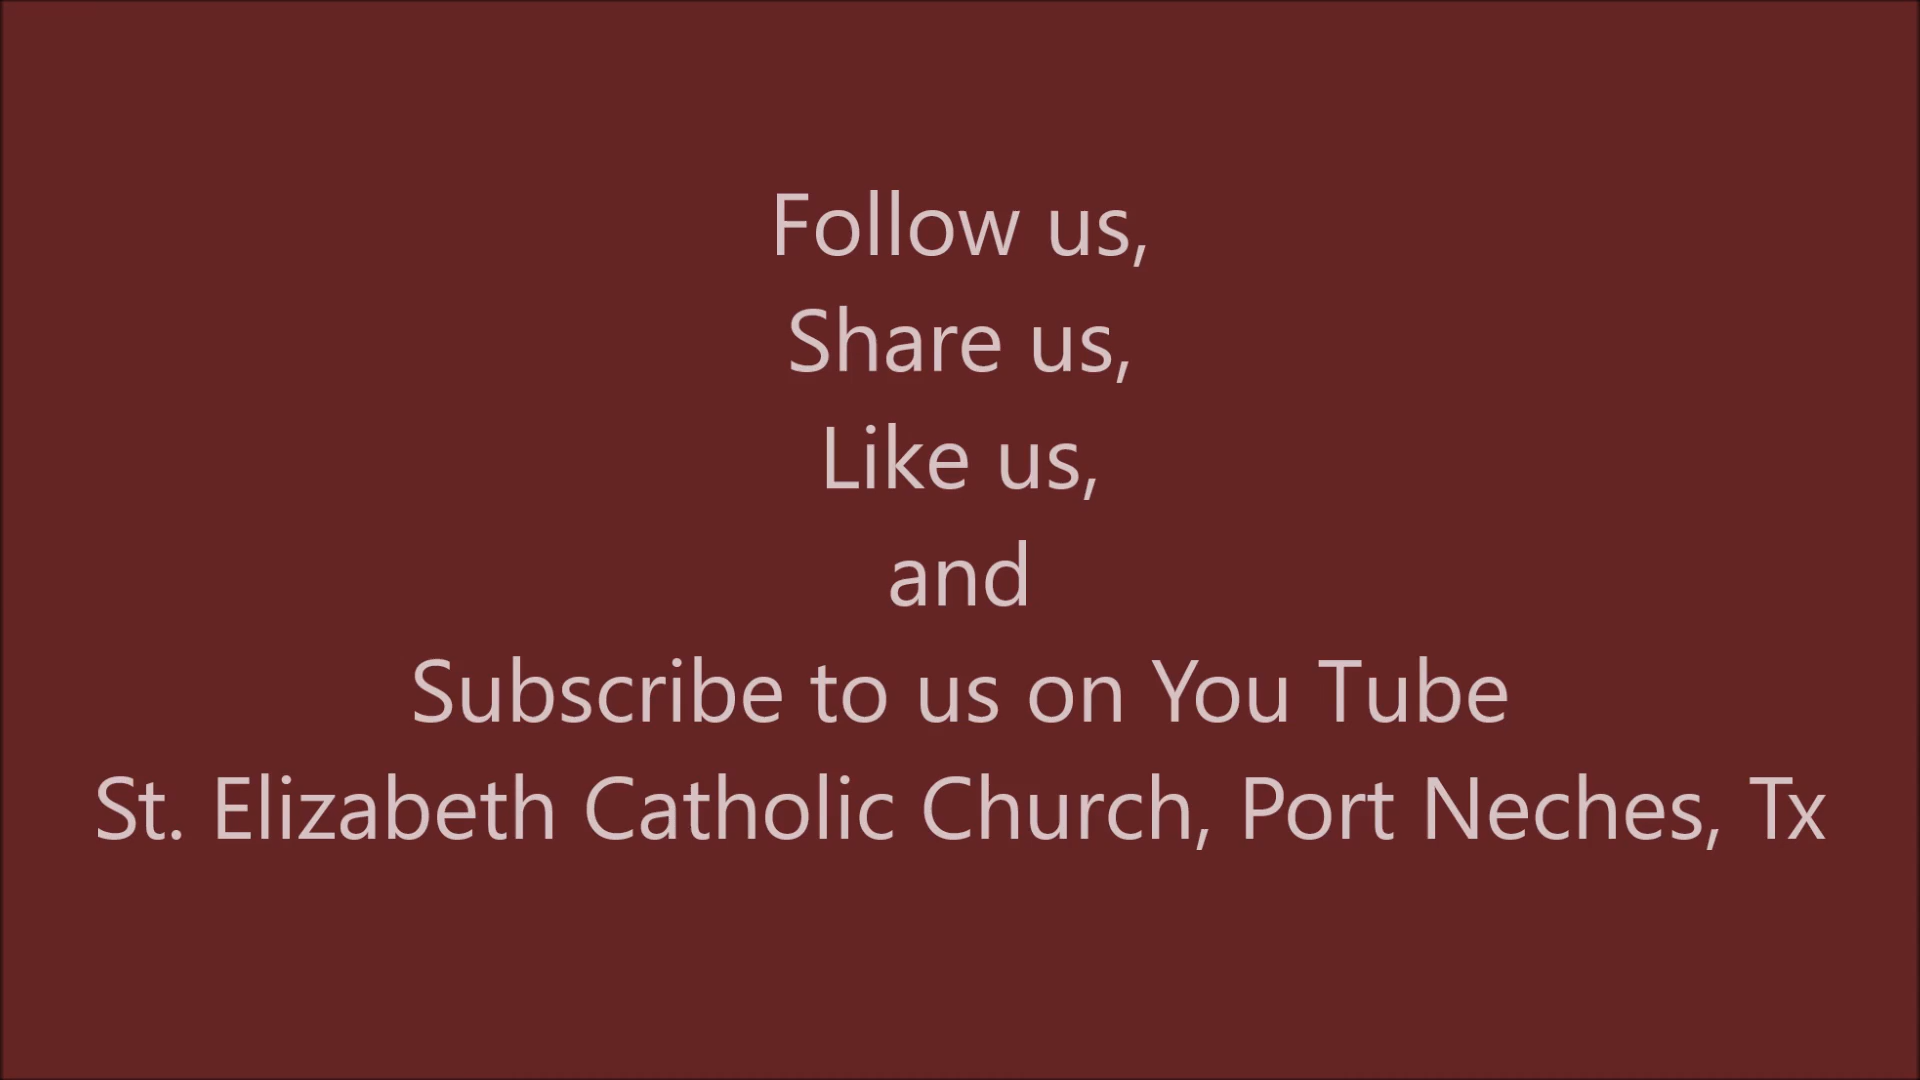 Follow us,
Share us,
Like us,
and
Subscribe to us on You Tube
St. Elizabeth Catholic Church, Port Neches, Tx